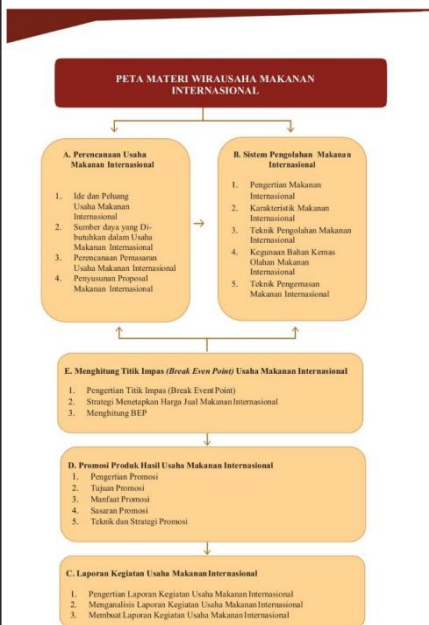 PETA MATERI WIRAUSAHA MAKANAN
INTERNASIONAL
A. Perencanaan Usaha
Makanan Internasional
1. Ide dan Peluang
Usaha Makanan
Internasional
2. Sumber daya yang Di-
butuhkan dalam Usaha
Makanan Internasional
3. Perencanaan Pemasaran
Usaha Makanan Internasional
4. Penyusunan Proposal
Makanan Internasional
B. Sistem Pengolahan Makanan
Internasional
1. Pengertian Makanan
Internasional
2. Karakteristik Makanan
Internasional
3. Teknik Pengolahan Makanan
Internasional
4. Kegunaan Bahan Kemas
Olahan Makanan
Internasional
5. Teknik Pengemasan
Makanan Internasional
E. Menghitung Titik Impas (Break Even Point) Usaha Makanan Internasional
1. Pengertian Titik Impas (Break Event Point)
2. Strategi Menetapkan Harga Jual Makanan Internasional
3. Menghitung BEP
D. Promosi Produk Hasil Usaha Makanan Internasional
1. Pengertian Promosi
2. Tujuan Promosi
3. Manfaat Promosi
4. Sasaran Promosi
5. Teknik dan Strategi Promosi
C. Laporan Kegiatan Usaha Makanan Internasional
1. Pengertian Laporan Kegiatan Usaha Makanan Internasional
2. Menganalisis Laporan Kegiatan Usaha Makanan Internasional
3. Membuat Laporan Kegiatan Usaha Makanan Internasional